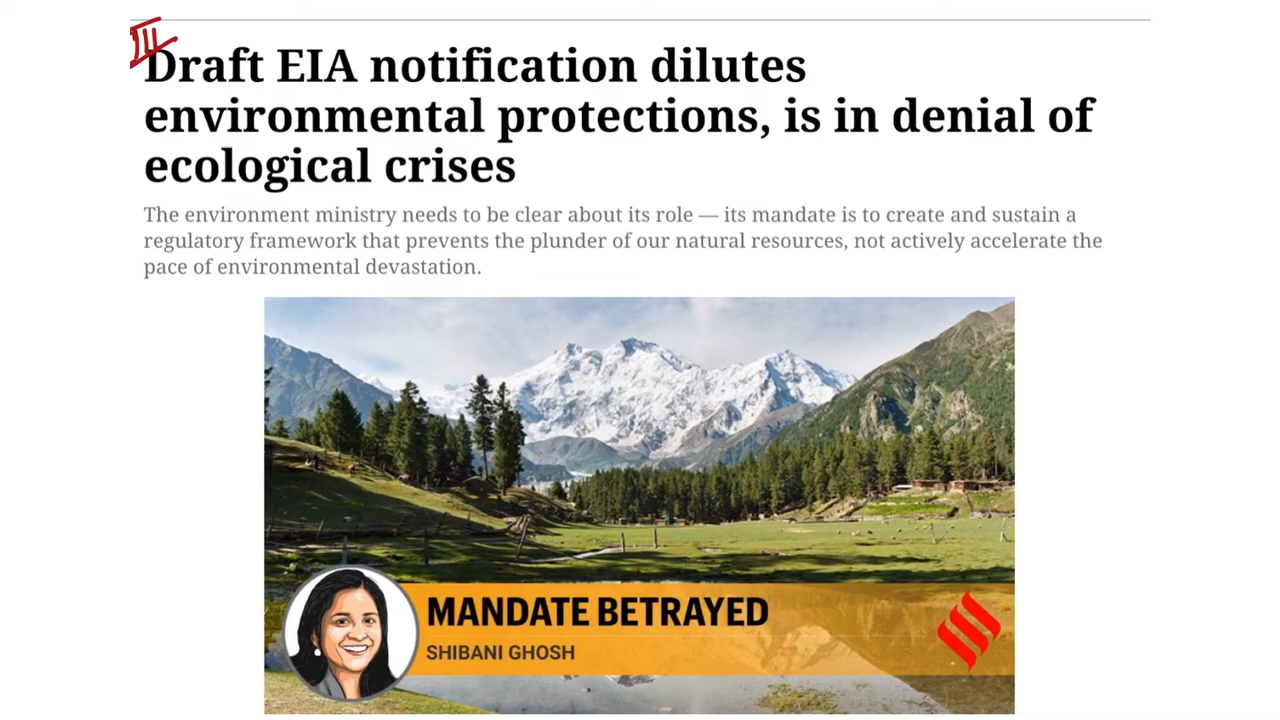 III
Draft EIA notification dilutes
environmental protections, is in denial of
ecological crises
The environment ministry needs to be clear about its role — its mandate is to create and sustain a
regulatory framework that prevents the plunder of our natural resources, not actively accelerate the
pace of environmental devastation.
MANDATE BETRAYED
SHIBANI GHOSH